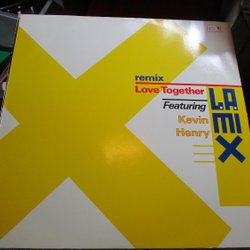 remix
Love Together
Featuring
Kevin
Henry
L.A.
MIX